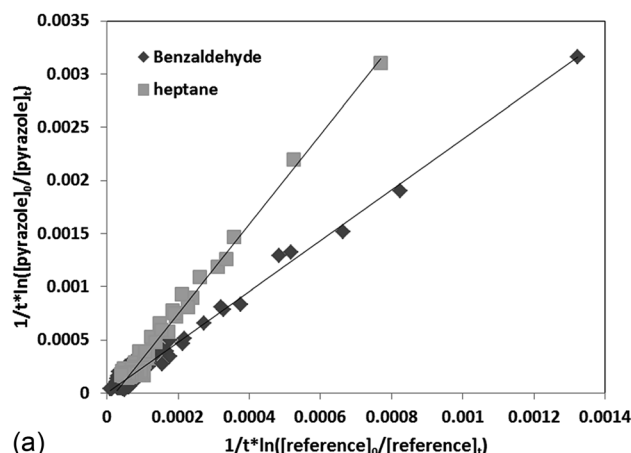 0.0035
0.003
0.0025
0.002
0.0015
0.001
0.0005
0
1/t*ln([pyrazole]₀/[pyrazole]ₜ)
Benzaldehyde
heptane
0 0.0002 0.0004 0.0006 0.0008 0.001 0.0012 0.0014
1/t*ln([reference]₀/[reference]ₜ)
(a)